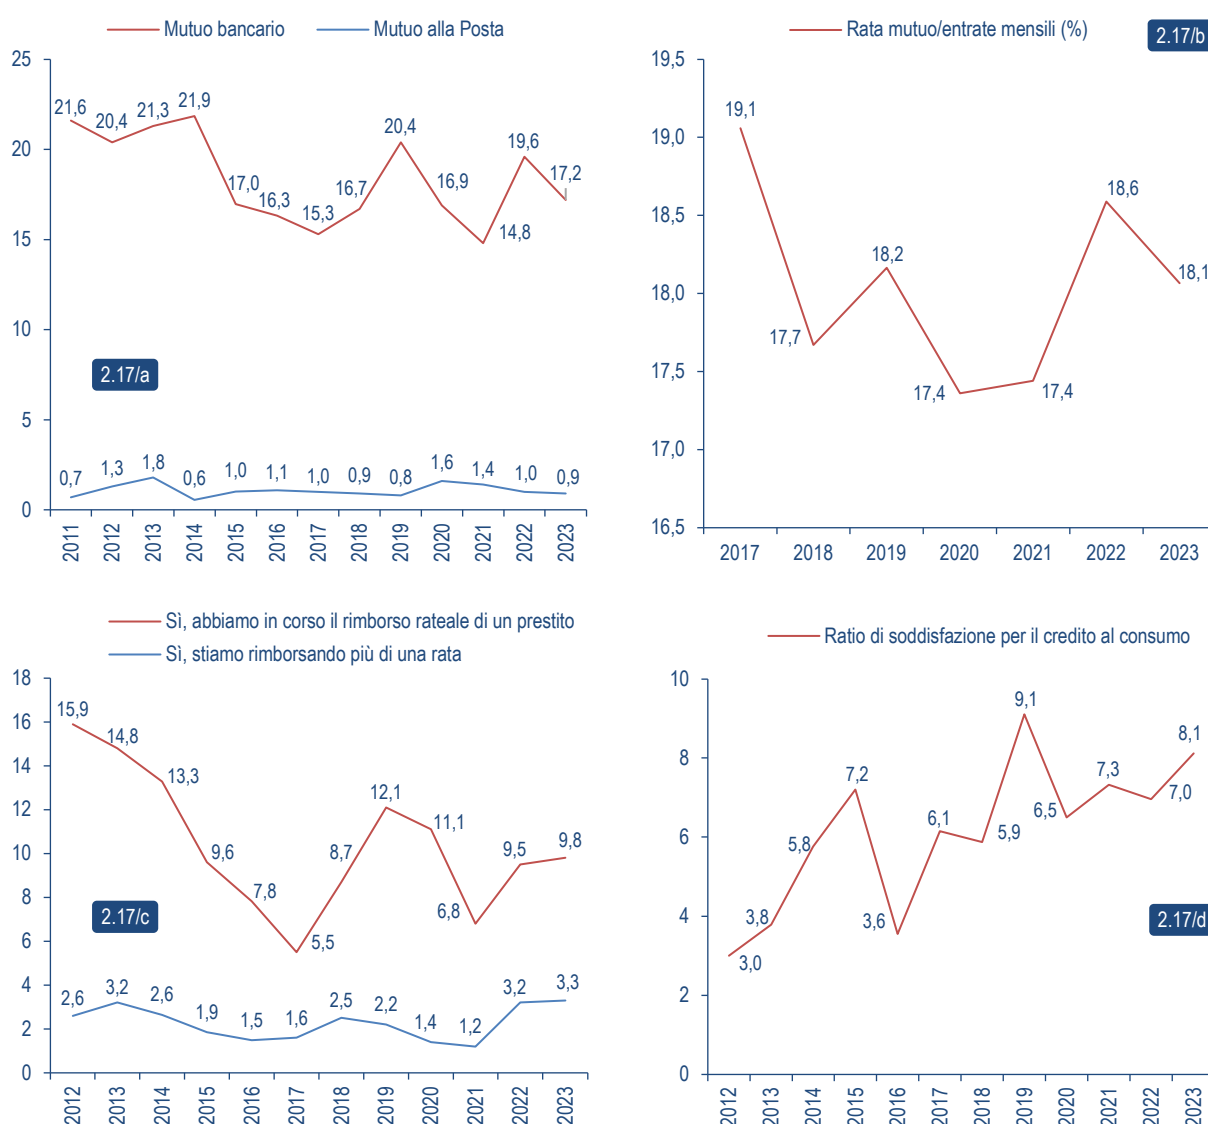 Mutuo bancario Mutuo alla Posta
25
20
15
10
5
0
21,6 20,4 21,3 21,9 17,0 16,3 15,3 16,7 20,4 16,9 14,8 19,6 17,2
2.17/a
0,7 1,3 1,8 0,6 1,0 1,1 1,0 0,9 0,8 1,6 1,4 1,0 0,9
2011 2012 2013 2014 2015 2016 2017 2018 2019 2020 2021 2022 2023
Rata mutuo/entrate mensili (%)
2.17/b
19,5
19,0
18,5
18,0
17,5
17,0
16,5
19,1 17,7 18,2 17,4 17,4 18,6 18,1
2017 2018 2019 2020 2021 2022 2023
Sì, abbiamo in corso il rimborso rateale di un prestito
Sì, stiamo rimborsando più di una rata
18
16
14
12
10
8
6
4
2
0
15,9 14,8 13,3 9,6 7,8 5,5 8,7 12,1 11,1 6,8 9,5 9,8
2.17/c
2,6 3,2 2,6 1,9 1,5 1,6 2,5 2,2 1,4 1,2 3,2 3,3
2012 2013 2014 2015 2016 2017 2018 2019 2020 2021 2022 2023
Ratio di soddisfazione per il credito al consumo
10
8
6
4
2
0
3,0 3,8 5,8 7,2 3,6 6,1 5,9 9,1 6,5 7,3 7,0 8,1
2.17/d
2012 2013 2014 2015 2016 2017 2018 2019 2020 2021 2022 2023